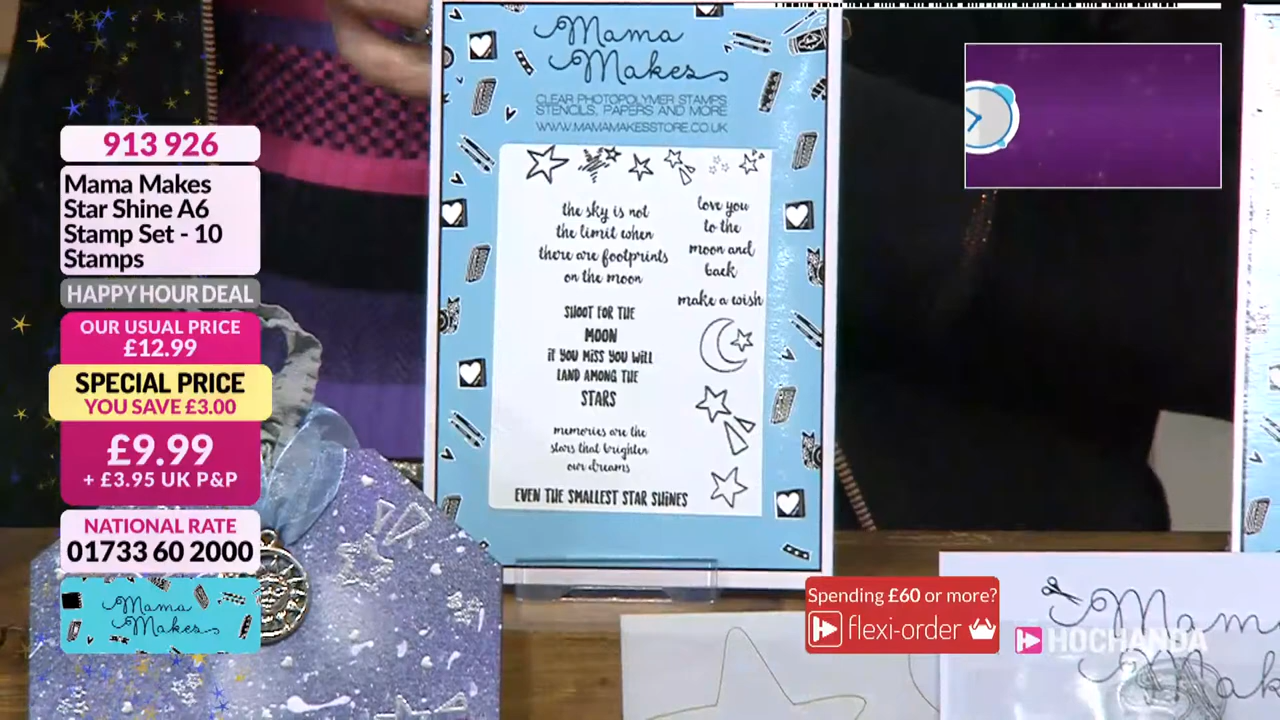 913 926
Mama Makes
Star Shine A6
Stamp Set - 10
Stamps
HAPPY HOUR DEAL
OUR USUAL PRICE
£12.99
SPECIAL PRICE
YOU SAVE £3.00
£9.99
+ £3.95 UK P&P
NATIONAL RATE
01733 60 2000
Mama
Makes
Mama
Makes
CLEAR PHOTOPOLYMER STAMPS
STENCILS, PAPERS AND MORE
WWW.MAMAMAKESSTORE.CO.UK
the sky is not
the limit when
there are footprints
on the moon
love you
to the
moon and
back
make a wish
SHOOT FOR THE
MOON
if YOU MISS YOU WILL
LAND AMONG THE
STARS
memories are the
stars that brighten
our dreams
EVEN THE SMALLEST STAR SHINES
Spending £60 or more?
flexi-order
HOCHANDA